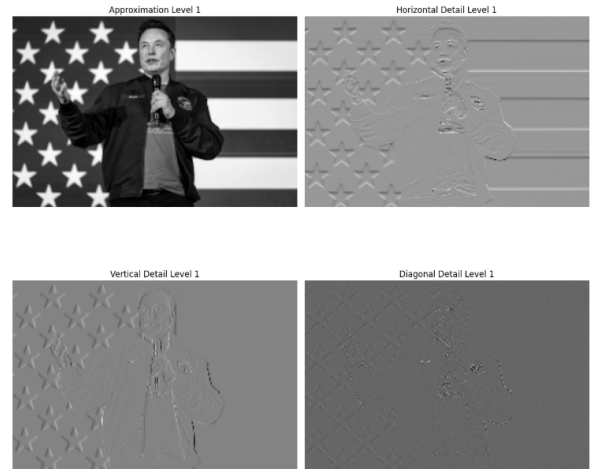 Approximation Level 1
Horizontal Detail Level 1
Vertical Detail Level 1
Diagonal Detail Level 1